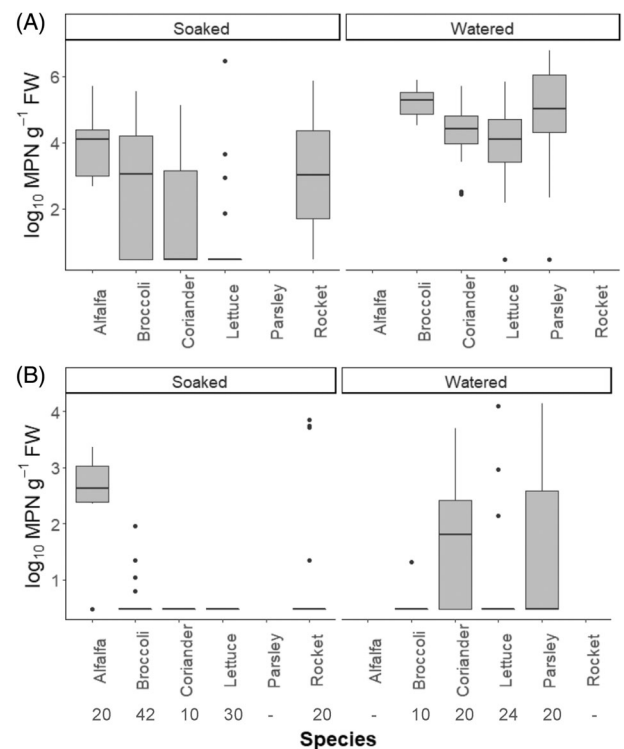 (A)
Soaked Watered
log10 MPN g−1 FW
6
4
2
Alfalfa Broccoli Coriander Lettuce Parsley Rocket Alfalfa Broccoli Coriander Lettuce Parsley Rocket
(B)
Soaked Watered
log10 MPN g−1 FW
4
3
2
1
Alfalfa Broccoli Coriander Lettuce Parsley Rocket Alfalfa Broccoli Coriander Lettuce Parsley Rocket
20 42 10 30 - 20 - 10 20 24 20 -
Species